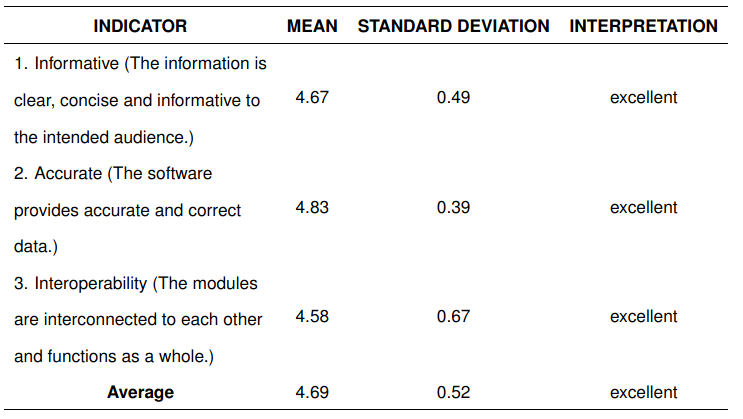 INDICATOR MEAN STANDARD DEVIATION INTERPRETATION
1. Informative (The information is
clear, concise and informative to 4.67 0.49 excellent
the intended audience.)
2. Accurate (The software
provides accurate and correct 4.83 0.39 excellent
data.)
3. Interoperability (The modules
are interconnected to each other 4.58 0.67 excellent
and functions as a whole.)
Average 4.69 0.52 excellent